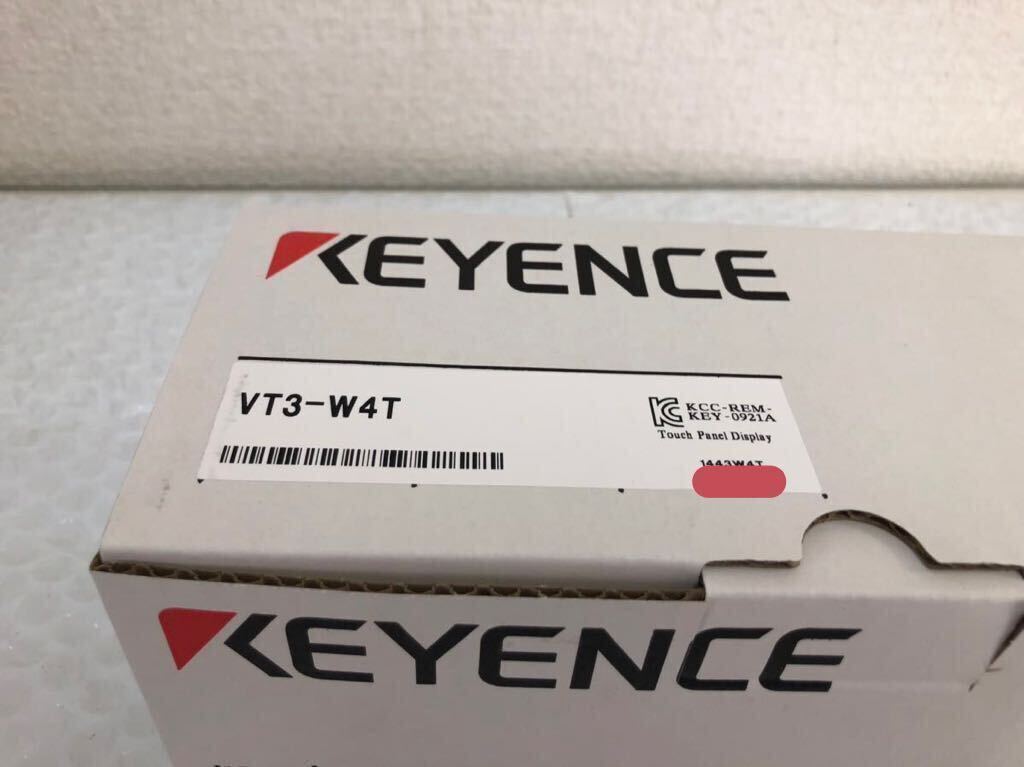 KEYENCE
VT3-W4T
KCC-REM-
KEY-0921A
Touch Panel Display
1443W4T
KEYENCE